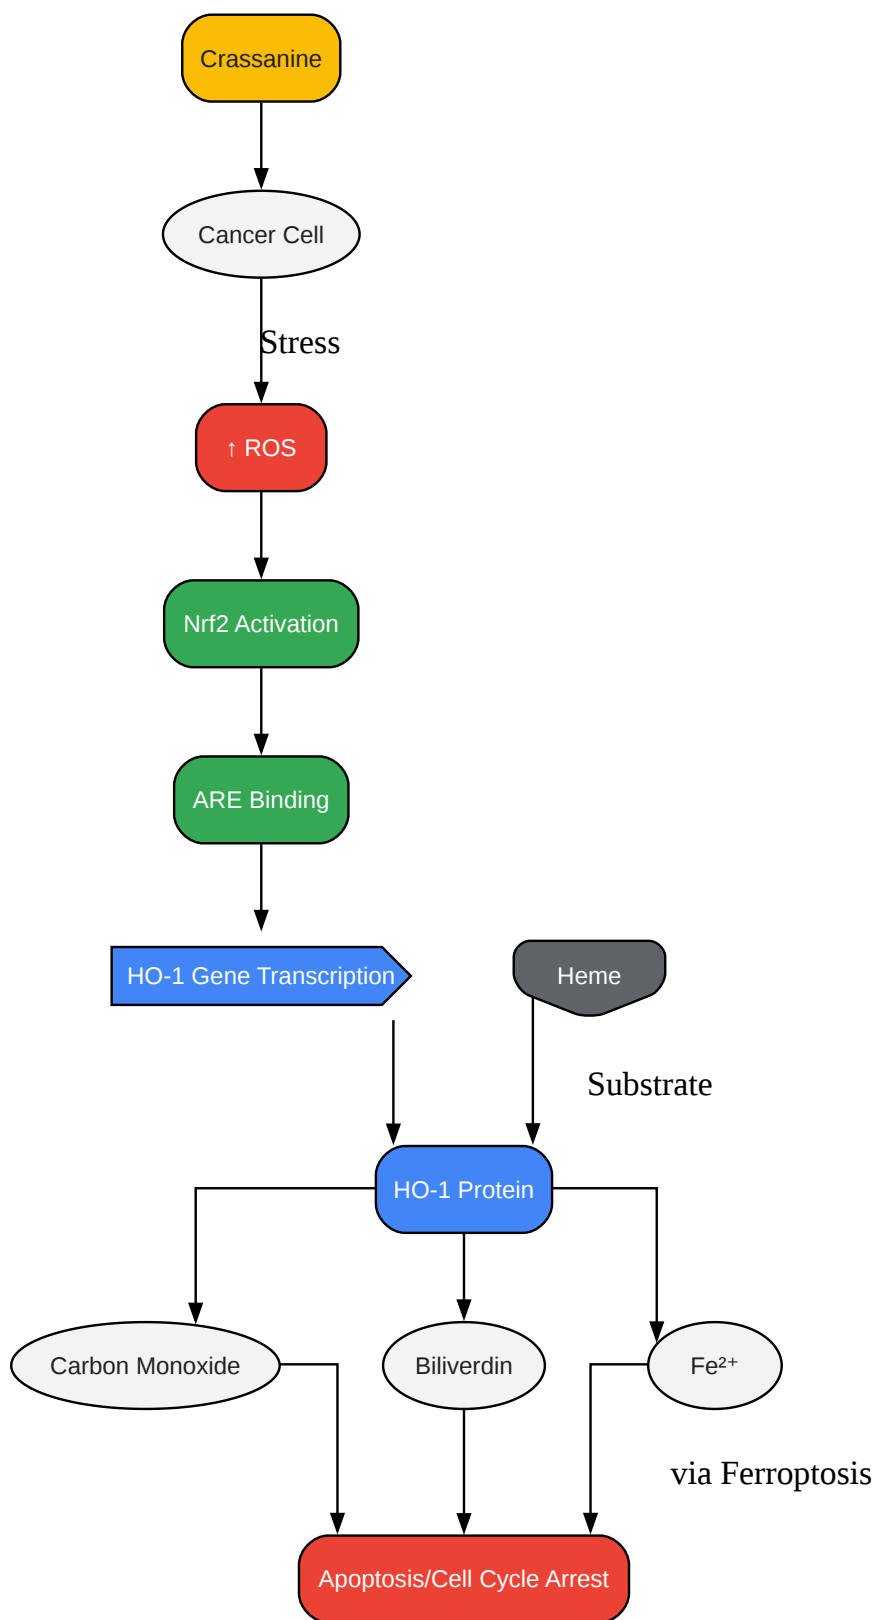 Crassanine
Cancer Cell
Stress
↑ ROS
Nrf2 Activation
ARE Binding
HO-1 Gene Transcription
Heme
Substrate
HO-1 Protein
Carbon Monoxide
Biliverdin
Fe²⁺
via Ferroptosis
Apoptosis/Cell Cycle Arrest